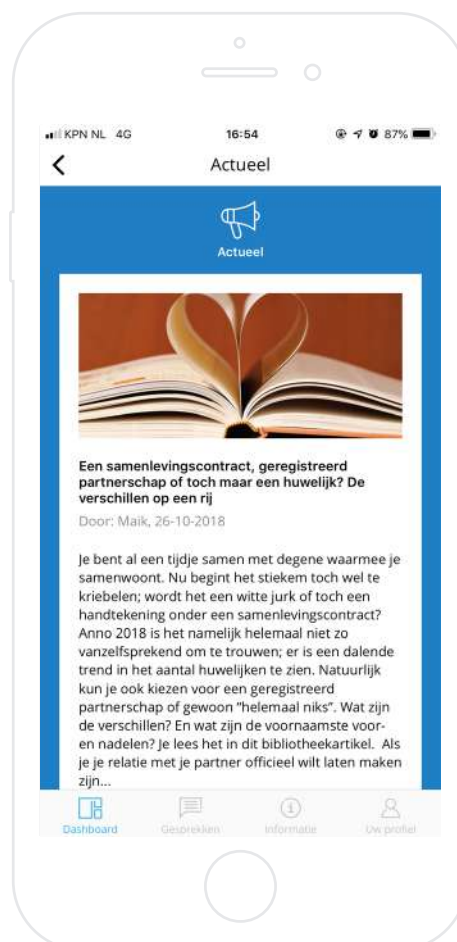 KPN NL 4G 16:54 87%
Actueel
Actueel
Een samenlevingscontract, geregistreerd
partnerschap of toch maar een huwelijk? De
verschillen op een rij
Door: Maik, 26-10-2018
Je bent al een tijdje samen met degene waarmee je
samenwoont. Nu begint het stiekem toch wel te
kriebelen; wordt het een witte jurk of toch een
handtekening onder een samenlevingscontract?
Anno 2018 is het namelijk helemaal niet zo
vanzelfsprekend om te trouwen; er is een dalende
trend in het aantal huwelijken te zien. Natuurlijk
kun je ook kiezen voor een geregistreerd
partnerschap of gewoon "helemaal niks". Wat zijn
de verschillen? En wat zijn de voornaamste voor-
en nadelen? Je lees het in dit bibliotheekartikel. Als
je je relatie met je partner officieel wilt laten maken
zijn...
Dashboard Gesprekken Informatie Uw profiel